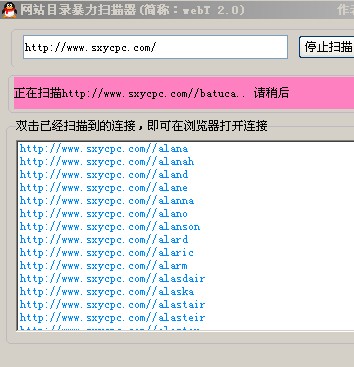 网站目录暴力扫描器(简称：webT 2.0) 作
http://www.sxycpc.com/ 停止扫描
正在扫描http://www.sxycpc.com//batuca.. 请稍后
双击已经扫描到的连接，即可在浏览器打开连接
http://www.sxycpc.com//alana
http://www.sxycpc.com//alanah
http://www.sxycpc.com//aland
http://www.sxycpc.com//alane
http://www.sxycpc.com//alanna
http://www.sxycpc.com//alano
http://www.sxycpc.com//alanson
http://www.sxycpc.com//alard
http://www.sxycpc.com//alaric
http://www.sxycpc.com//alarm
http://www.sxycpc.com//alasdair
http://www.sxycpc.com//alaska
http://www.sxycpc.com//alastair
http://www.sxycpc.com//alasteir
http://www.sxycpc.com//alaster